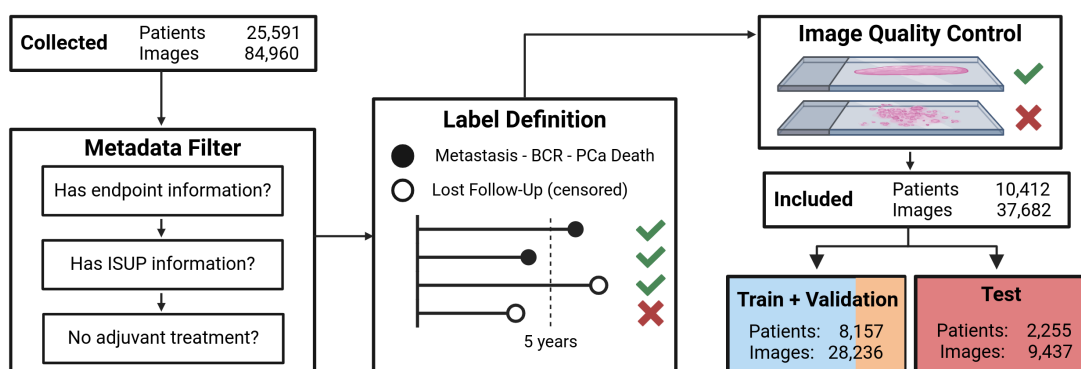 Collected
Patients 25,591
Images 84,960
Metadata Filter
Has endpoint information?
Has ISUP information?
No adjuvant treatment?
Label Definition
Metastasis - BCR - PCa Death
Lost Follow-Up (censored)
5 years
Image Quality Control
Included
Patients 10,412
Images 37,682
Train + Validation
Patients: 8,157
Images: 28,236
Test
Patients: 2,255
Images: 9,437